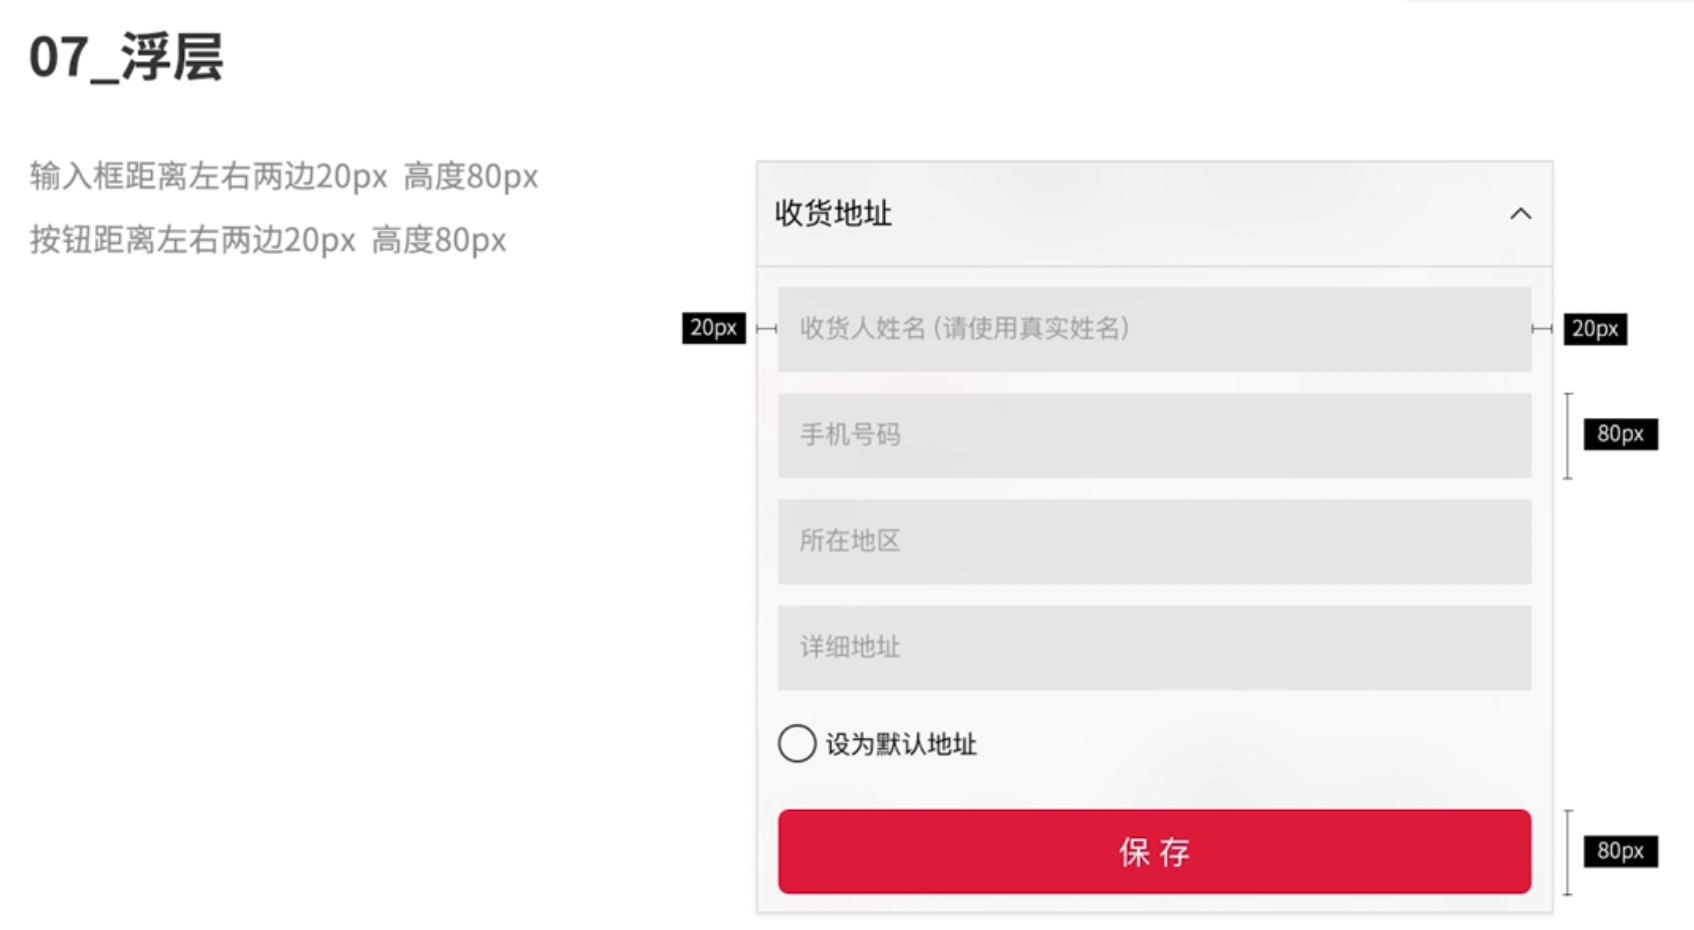 07_浮层
输入框距离左右两边20px 高度80px
按钮距离左右两边20px 高度80px
收货地址
20px
收货人姓名 (请使用真实姓名)
20px
手机号码
80px
所在地区
详细地址
设为默认地址
保 存
80px